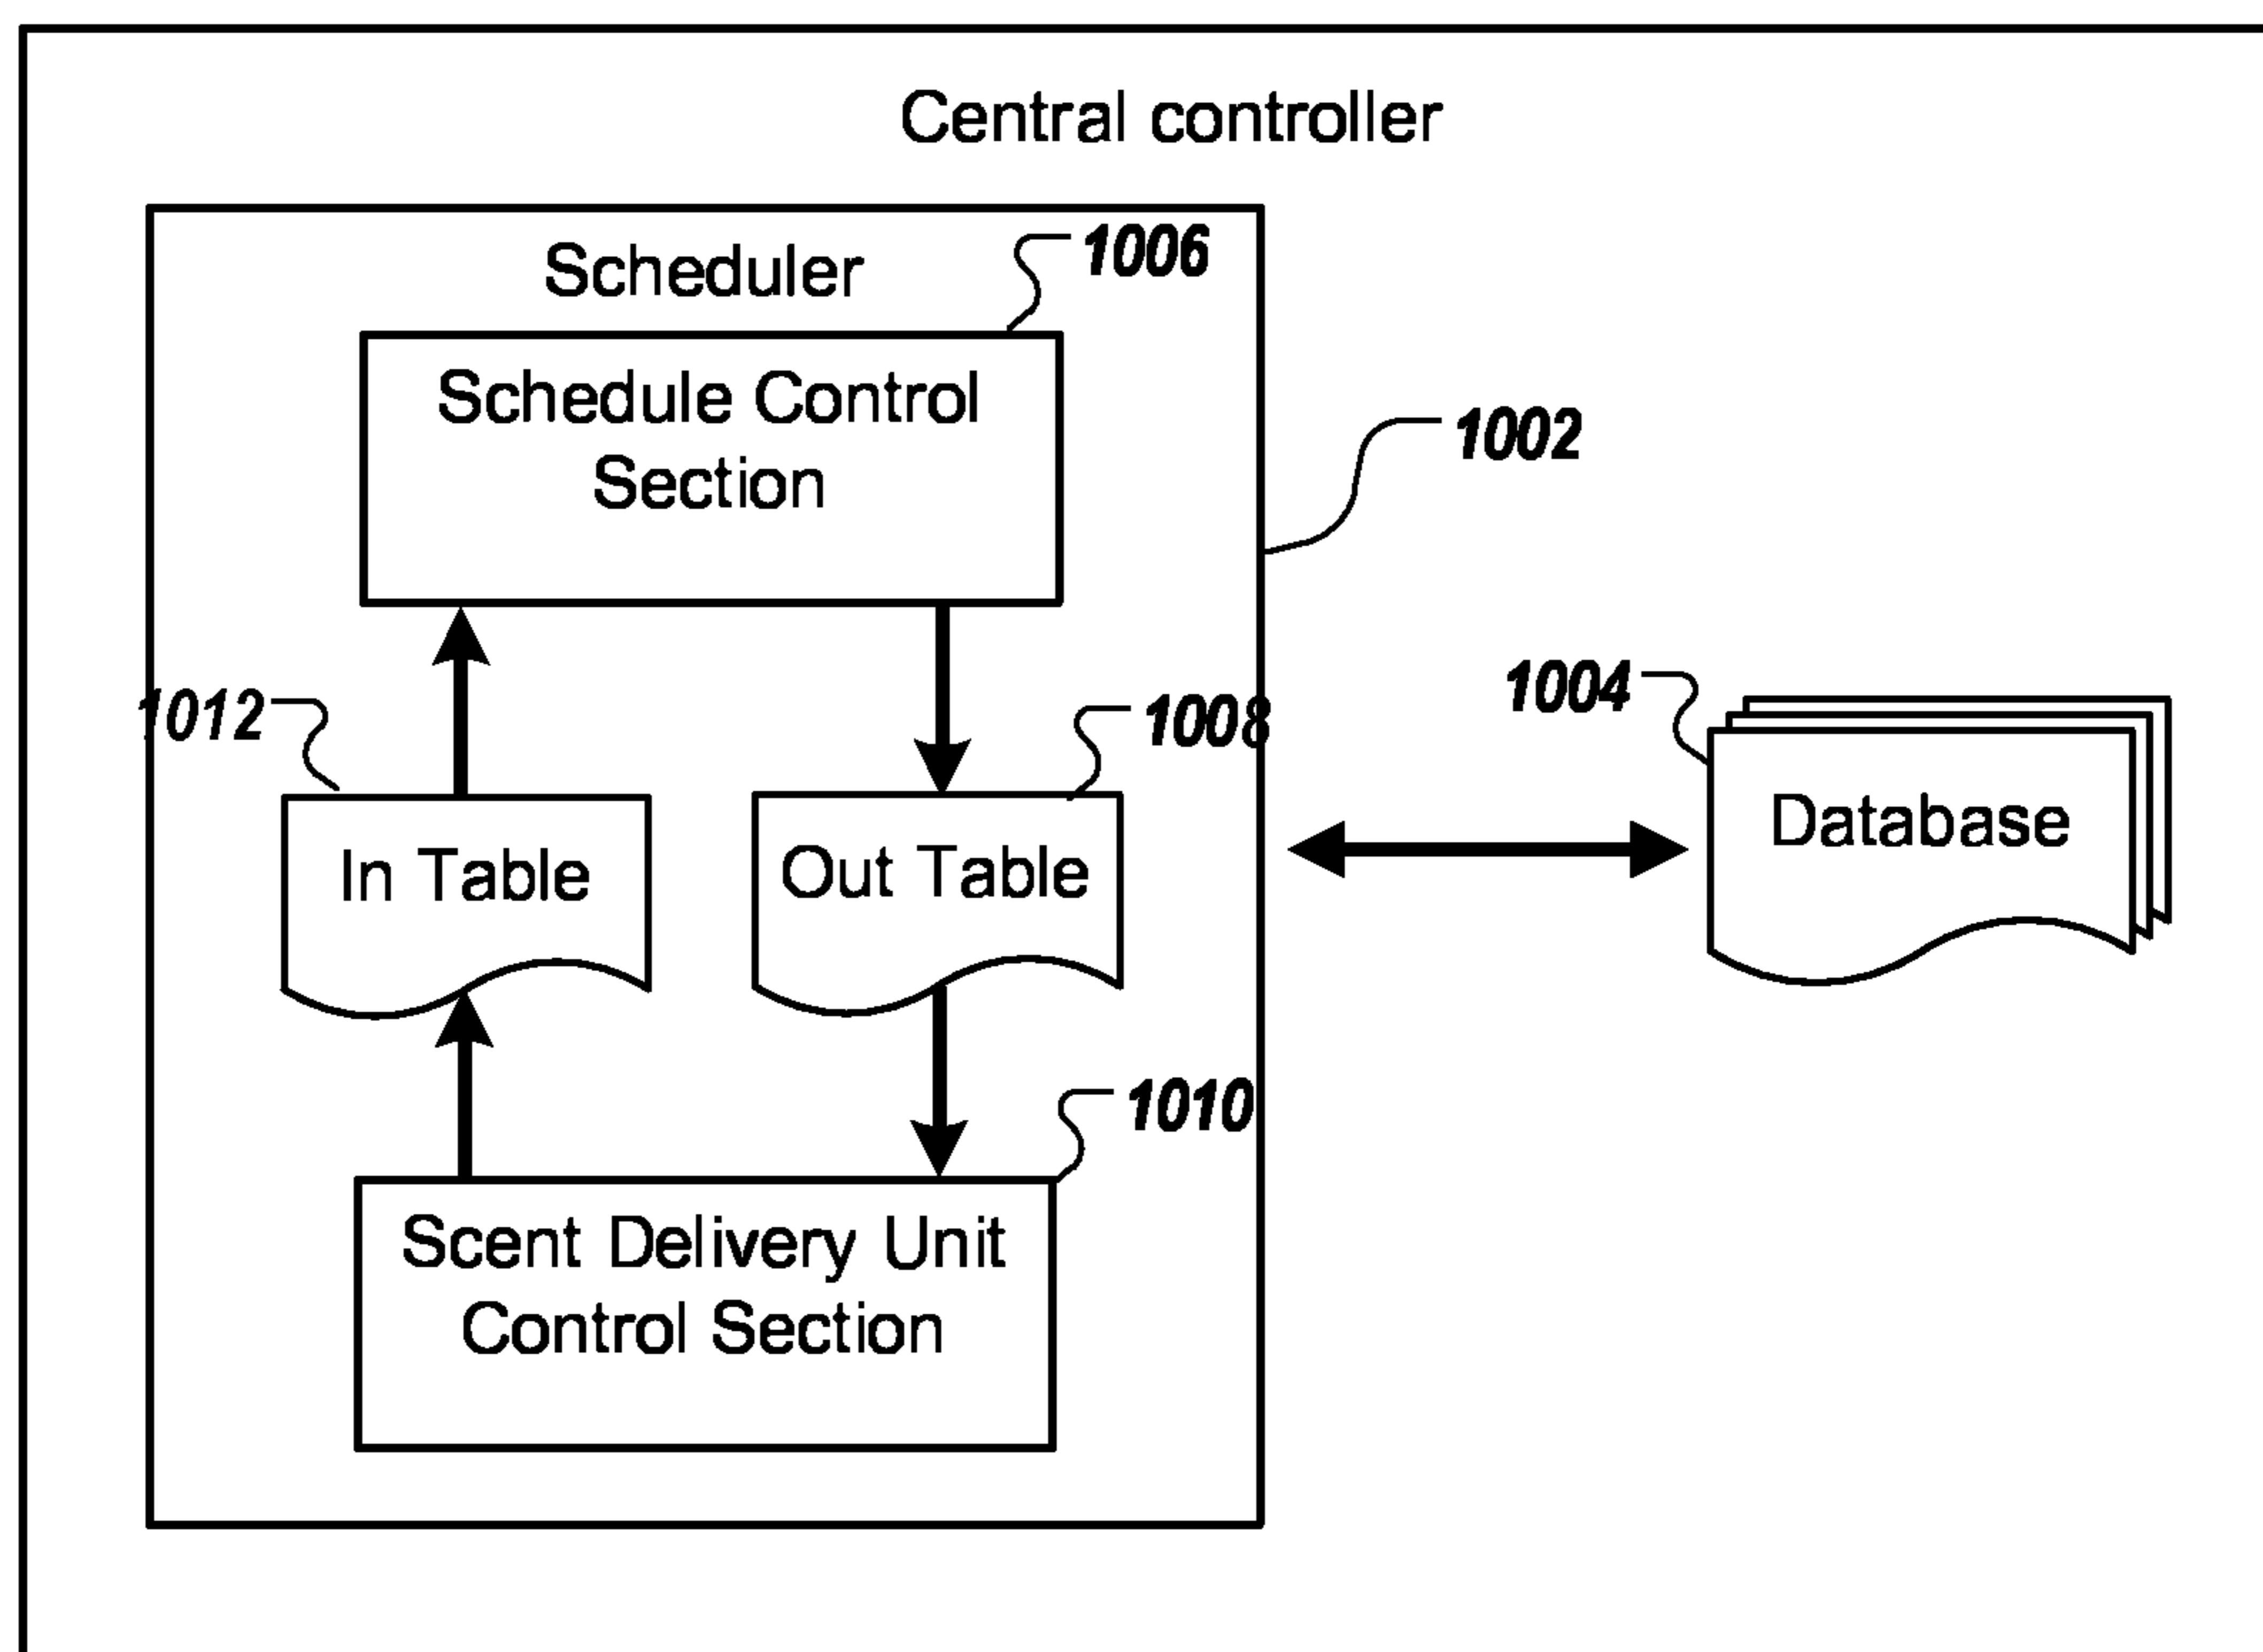 Central controller
Scheduler
1006
Schedule Control
Section
1002
1004
1012
1008
Database
In Table
Out Table
1010
Scent Delivery Unit
Control Section